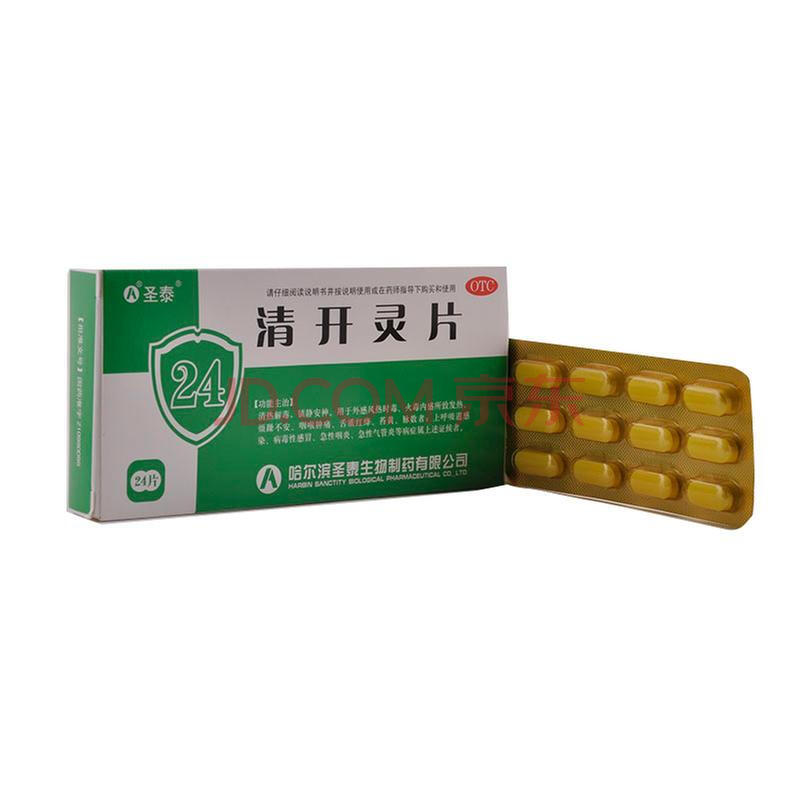 圣泰®
请仔细阅读说明书并按说明使用或在药师指导下购买和使用
OTC
清开灵片
24
【功能主治】
清热解毒、镇静安神。用于外感风热时毒、火毒内盛所致发热、
烦躁不安、咽喉肿痛、舌质红绛、苔黄、脉数者；上呼吸道感
染、病毒性感冒、急性咽炎、急性气管炎等病症属上述证候者。
24片
哈尔滨圣泰生物制药有限公司
HARBIN SANCTITY BIOLOGICAL PHARMACEUTICAL CO.,LTD
JD.COM 京东